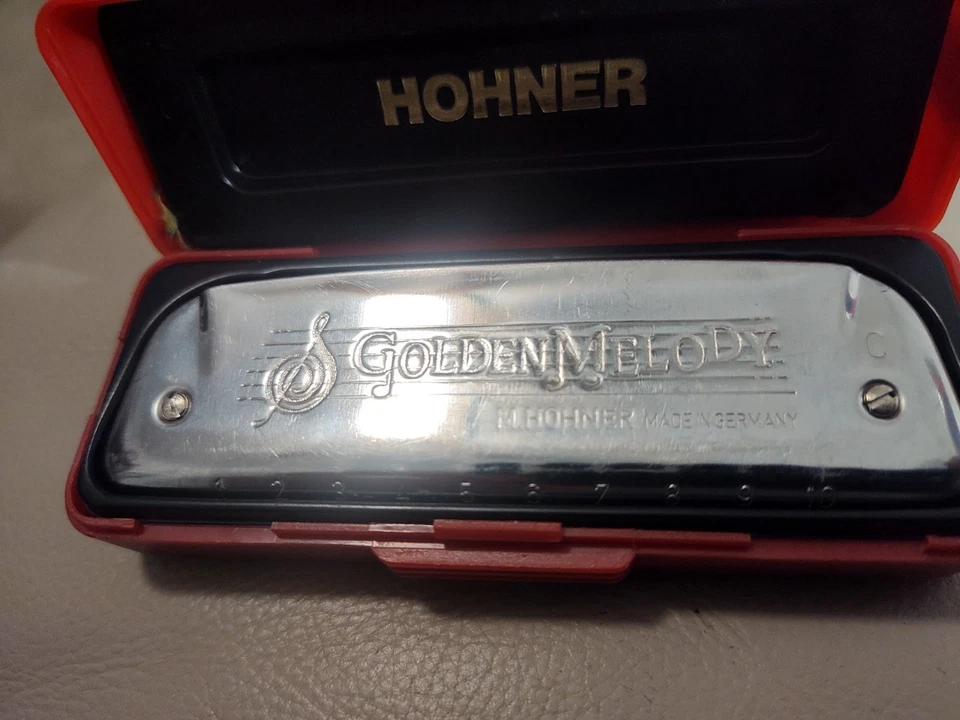 HOHNER
GOLDEN MELODY
C
M. HOHNER MADE IN GERMANY
1 2 3 4 5 6 7 8 9 10